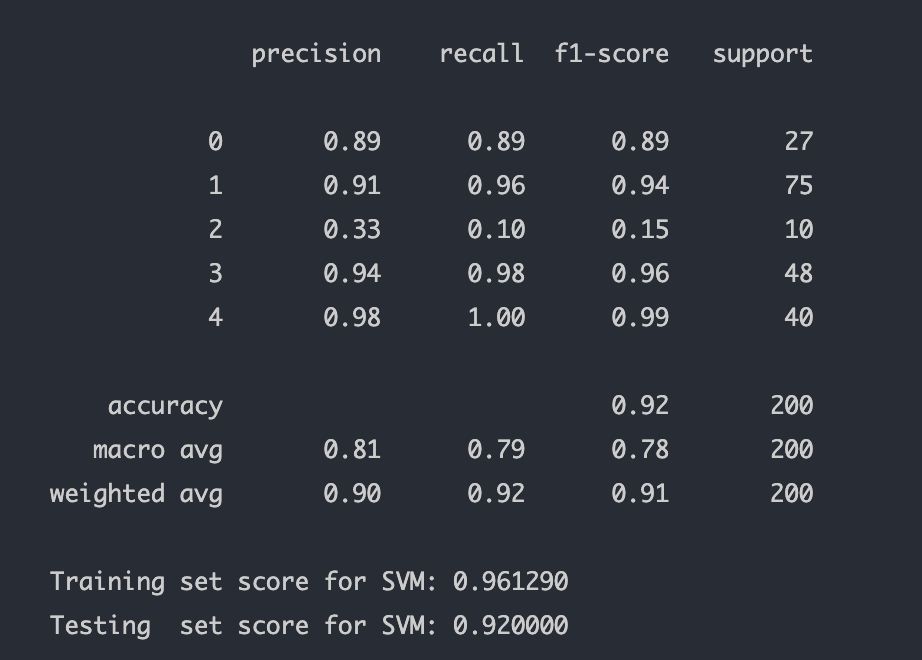 precision recall f1-score support
0 0.89 0.89 0.89 27
1 0.91 0.96 0.94 75
2 0.33 0.10 0.15 10
3 0.94 0.98 0.96 48
4 0.98 1.00 0.99 40
accuracy 0.92 200
macro avg 0.81 0.79 0.78 200
weighted avg 0.90 0.92 0.91 200
Training set score for SVM: 0.961290
Testing  set score for SVM: 0.920000